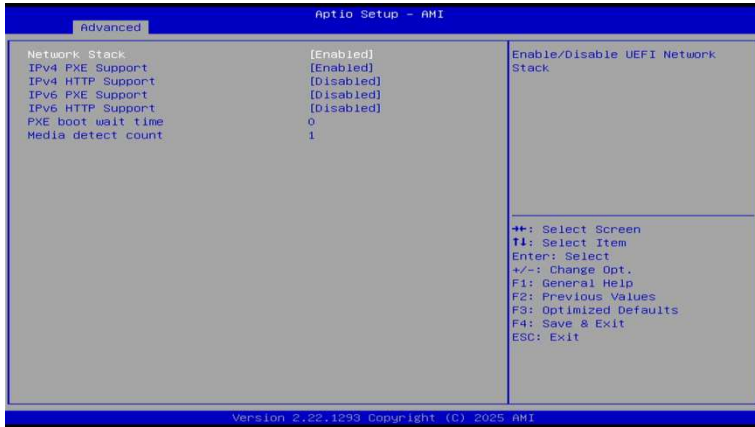 Aptio Setup - AMI
Advanced
Network Stack [Enabled]
IPv4 PXE Support [Enabled]
IPv4 HTTP Support [Disabled]
IPv6 PXE Support [Disabled]
IPv6 HTTP Support [Disabled]
PXE boot wait time 0
Media detect count 1
Enable/Disable UEFI Network
Stack
→←: Select Screen
↑↓: Select Item
Enter: Select
+/-: Change Opt.
F1: General Help
F2: Previous Values
F3: Optimized Defaults
F4: Save & Exit
ESC: Exit
Version 2.22.1293 Copyright (C) 2025 AMI